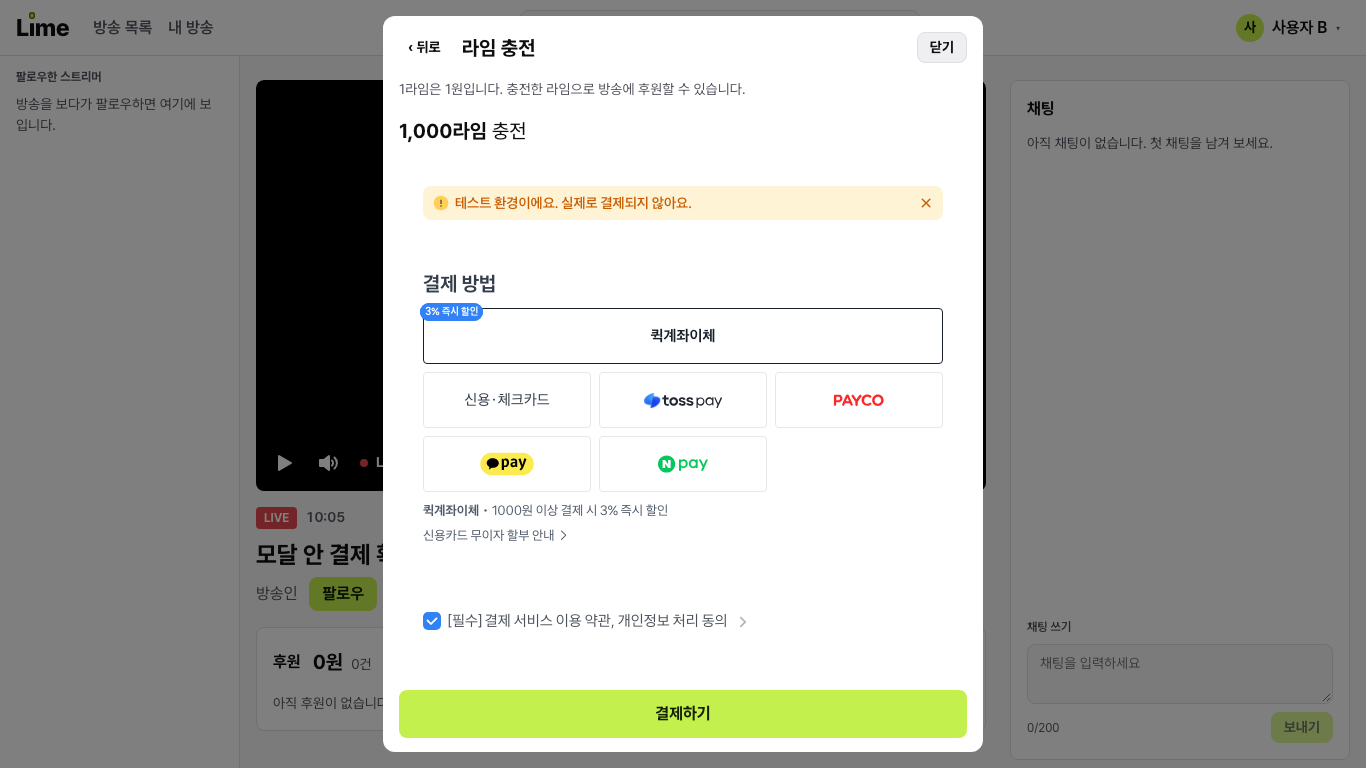 Lime
방송 목록
내 방송
사용자 B
사
팔로우한 스트리머
방송을 보다가 팔로우하면 여기에 보
입니다.
‹ 뒤로
라임 충전
닫기
1라임은 1원입니다. 충전한 라임으로 방송에 후원할 수 있습니다.
1,000라임 충전
테스트 환경이에요. 실제로 결제되지 않아요.
결제 방법
3% 즉시 할인
퀵계좌이체
신용·체크카드
toss pay
PAYCO
pay
N pay
퀵계좌이체 • 1000원 이상 결제 시 3% 즉시 할인
신용카드 무이자 할부 안내
[필수] 결제 서비스 이용 약관, 개인정보 처리 동의
결제하기
LIVE
10:05
모달 안 결제
방송인
팔로우
후원
0원
0건
아직 후원이 없습니다
채팅
아직 채팅이 없습니다. 첫 채팅을 남겨 보세요.
채팅 쓰기
채팅을 입력하세요
0/200
보내기